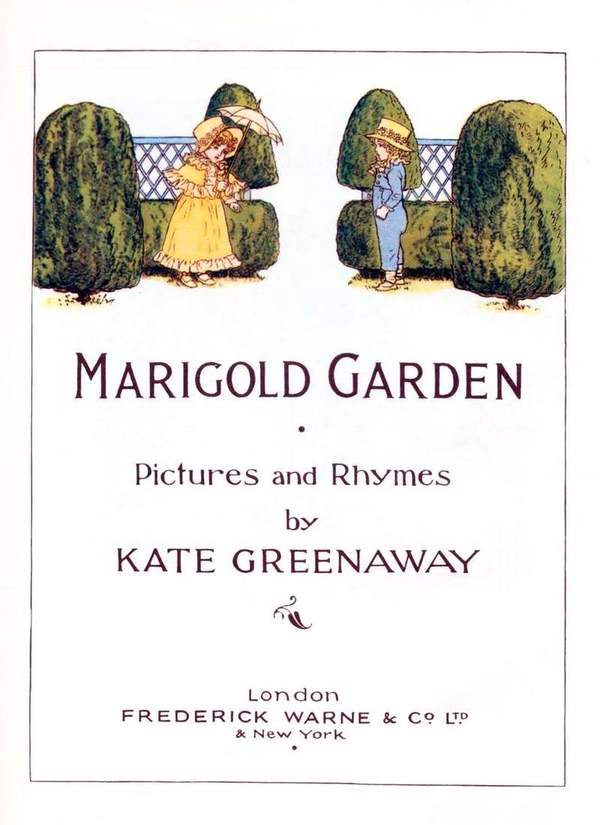 MARIGOLD GARDEN
Pictures and Rhymes
by
KATE GREENAWAY
London
FREDERICK WARNE & Co LTD
& New York